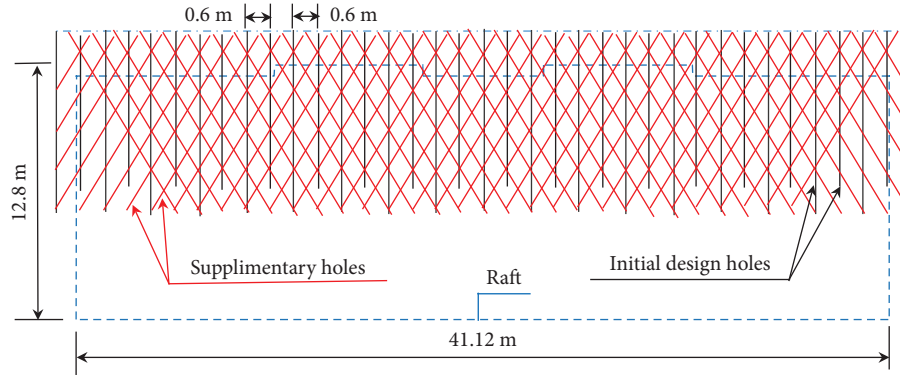 0.6 m 0.6 m
12.8 m
Supplimentary holes
Raft
Initial design holes
41.12 m